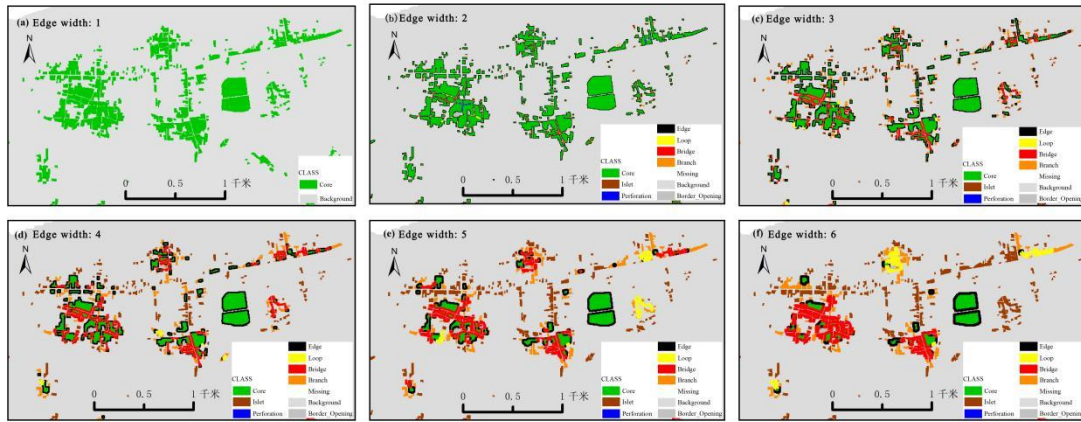 (a) Edge width: 1
N
0 0.5 1 千米
CLASS
Core
Background
(b) Edge width: 2
N
0 0.5 1 千米
Edge
Loop
Bridge
CLASS
Branch
Core
Missing
Islet
Background
Perforation
Border_Opening
(c) Edge width: 3
N
0 0.5 1 千米
Edge
Loop
Bridge
CLASS
Branch
Core
Missing
Islet
Background
Perforation
Border_Opening
(d) Edge width: 4
N
0 0.5 1 千米
Edge
Loop
Bridge
CLASS
Branch
Core
Missing
Islet
Background
Perforation
Border_Opening
(e) Edge width: 5
N
0 0.5 1 千米
Edge
Loop
Bridge
CLASS
Branch
Core
Missing
Islet
Background
Perforation
Border_Opening
(f) Edge width: 6
N
0 0.5 1 千米
Edge
Loop
Bridge
CLASS
Branch
Core
Missing
Islet
Background
Perforation
Border_Opening